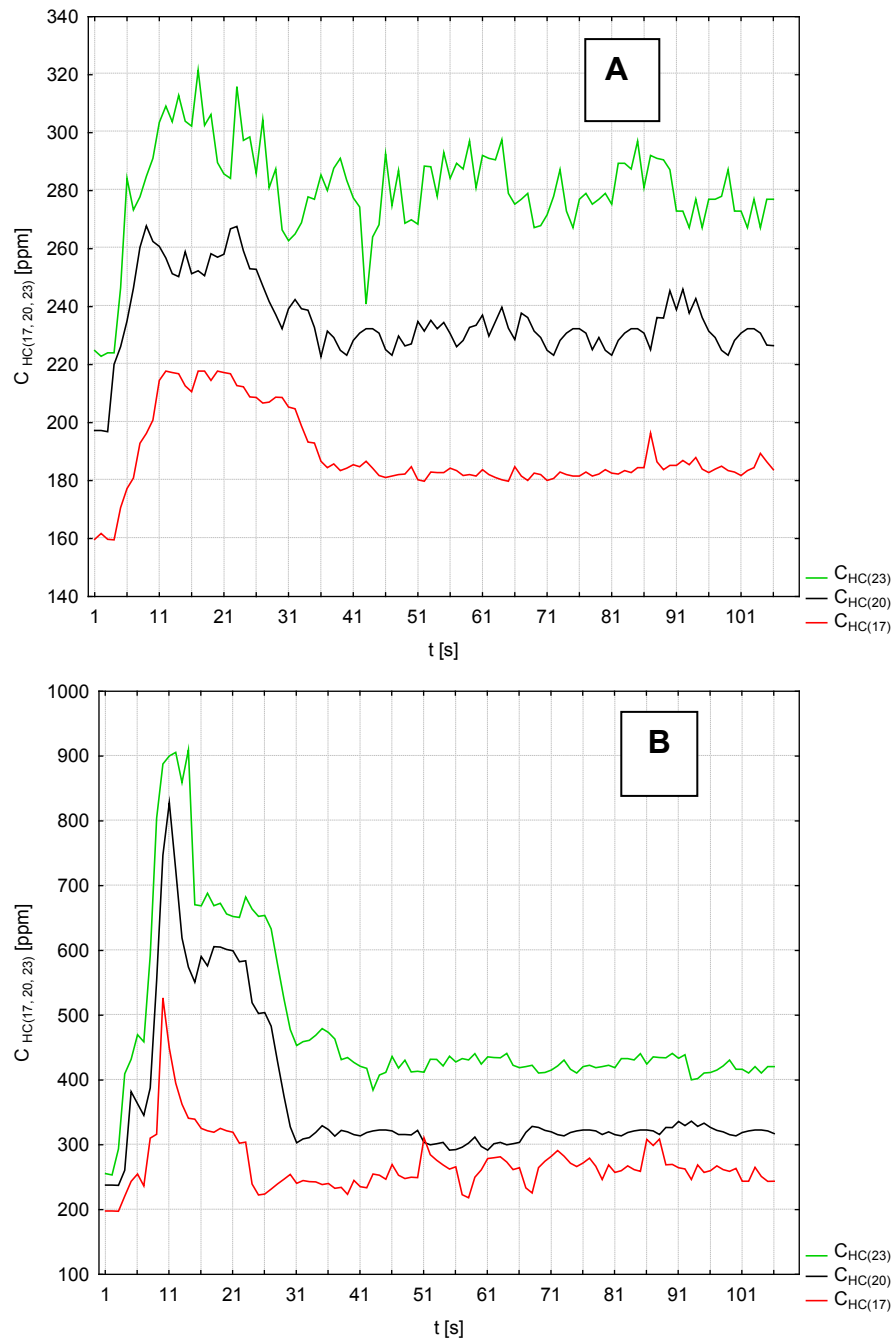 A
C HC(17, 20, 23) [ppm]
340
320
300
280
260
240
220
200
180
160
140
1 11 21 31 41 51 61 71 81 91 101
t [s]
C HC(23)
C HC(20)
C HC(17)
B
C HC(17, 20, 23) [ppm]
1000
900
800
700
600
500
400
300
200
100
1 11 21 31 41 51 61 71 81 91 101
t [s]
C HC(23)
C HC(20)
C HC(17)